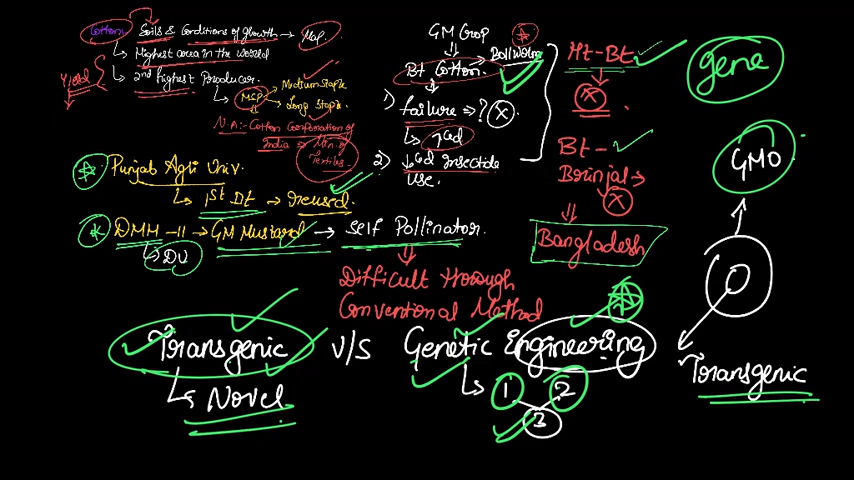 Cotton Soils & Conditions of growth → Map
Highest area in the world
2nd highest Producer.
Yield
MSP
Medium Staple
Long Staple
N.A:- Cotton Corporation of
India → Min. of
Textiles
Punjab Agri Univ.
1st Bt → reused.
DMH-11 → GM Mustard → self Pollinator.
DU
Difficult through
Conventional Method
GM Crop
Bt Cotton → Bollworm
1) failure → ? X
↑ed
2) ↓ed Insecticide
use.
Ht-Bt
X
Bt -
Brinjal →
X
Bangladesh
gene
GMO
Transgenic
Transgenic V/S Genetic Engineering
Novel
1 2
3